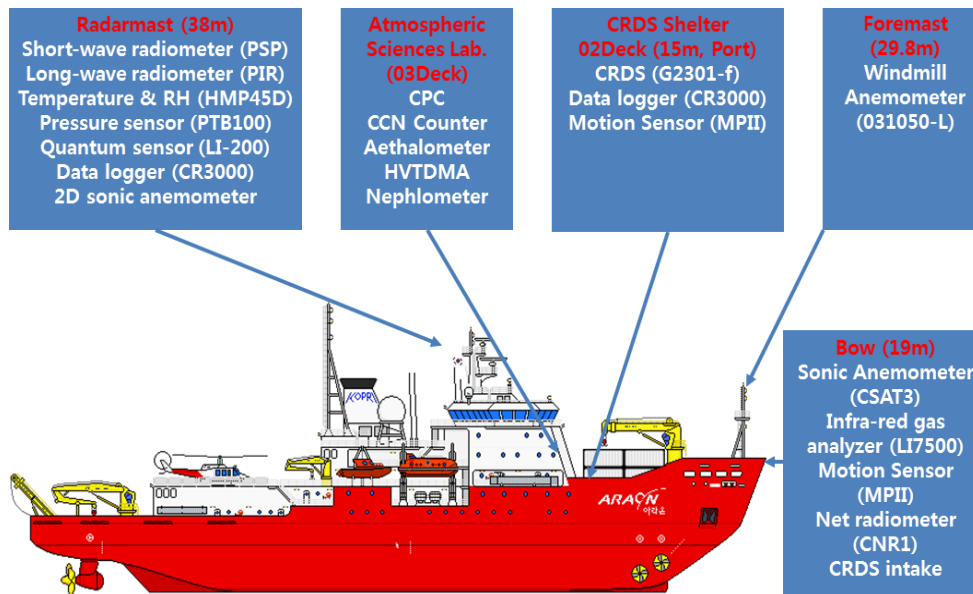 Radarmast (38m)
Short-wave radiometer (PSP)
Long-wave radiometer (PIR)
Temperature & RH (HMP45D)
Pressure sensor (PTB100)
Quantum sensor (LI-200)
Data logger (CR3000)
2D sonic anemometer
Atmospheric
Sciences Lab.
(03Deck)
CPC
CCN Counter
Aethalometer
HVTDMA
Nephlometer
CRDS Shelter
02Deck (15m, Port)
CRDS (G2301-f)
Data logger (CR3000)
Motion Sensor (MPII)
Foremast
(29.8m)
Windmill
Anemometer
(031050-L)
Bow (19m)
Sonic Anemometer
(CSAT3)
Infra-red gas
analyzer (LI7500)
Motion Sensor
(MPII)
Net radiometer
(CNR1)
CRDS intake
KOPRI
ARAON
아라온